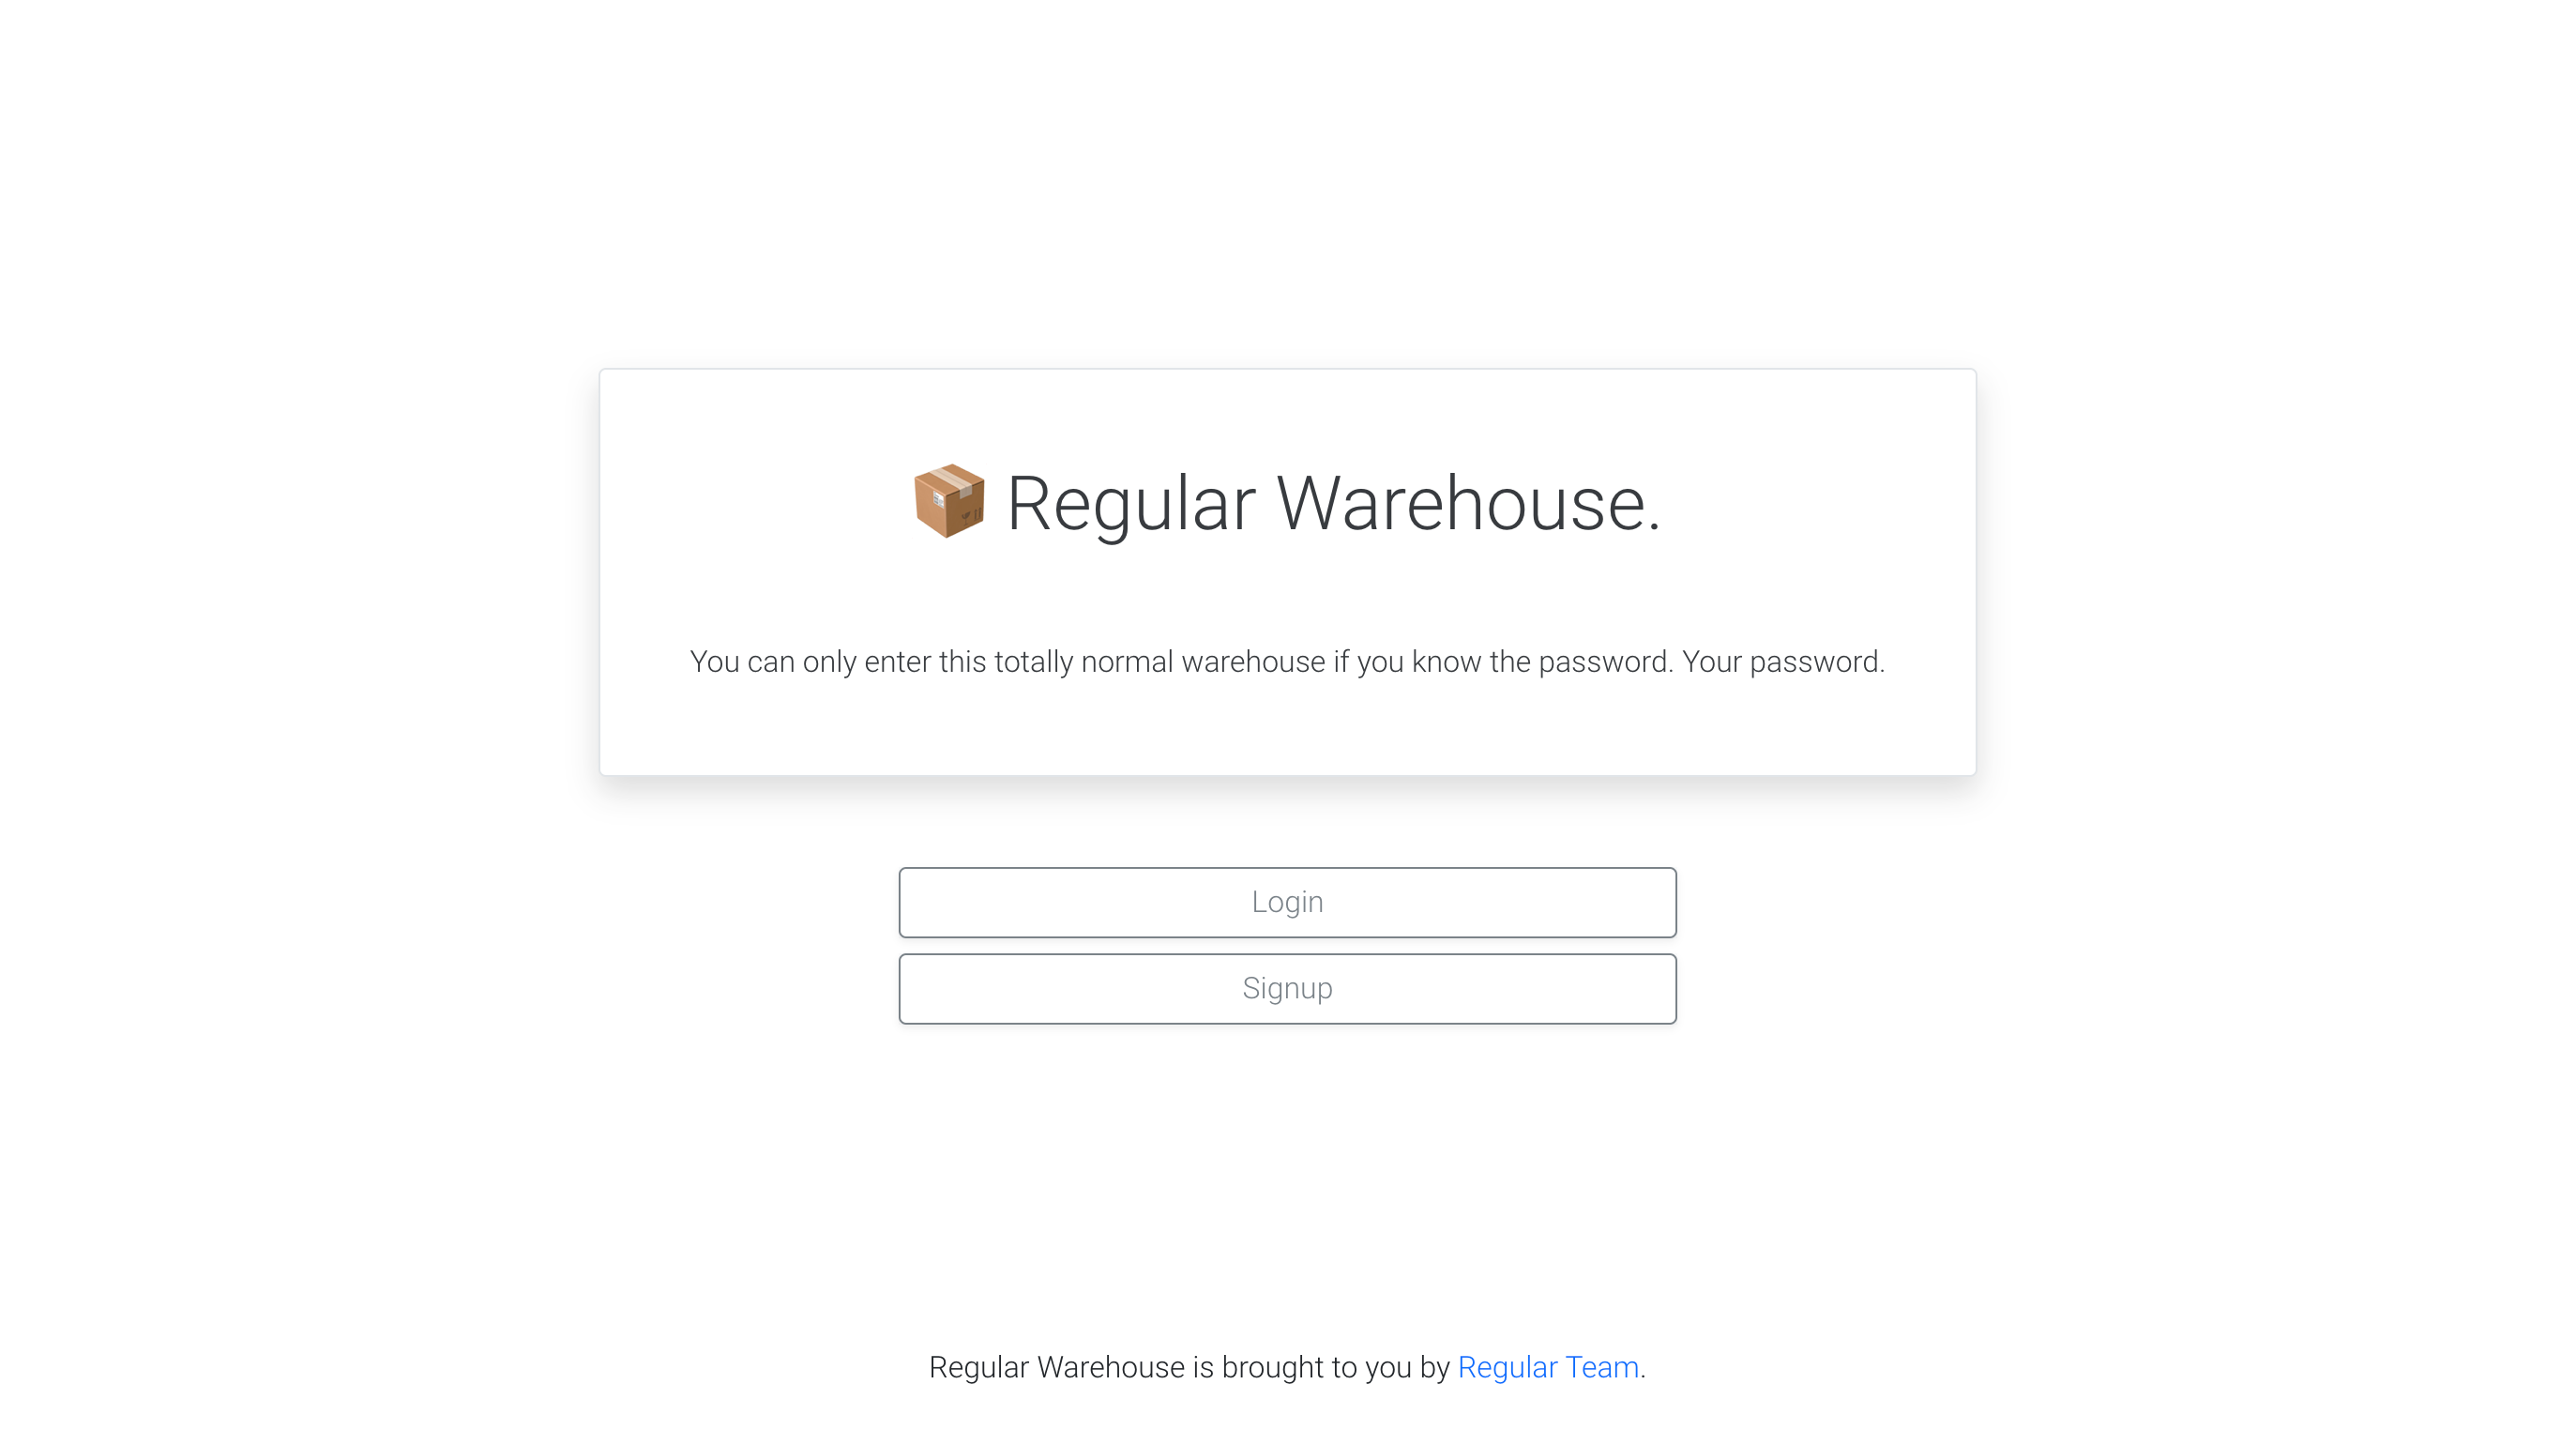 Regular Warehouse.
You can only enter this totally normal warehouse if you know the password. Your password.
Login
Signup
Regular Warehouse is brought to you by Regular Team.